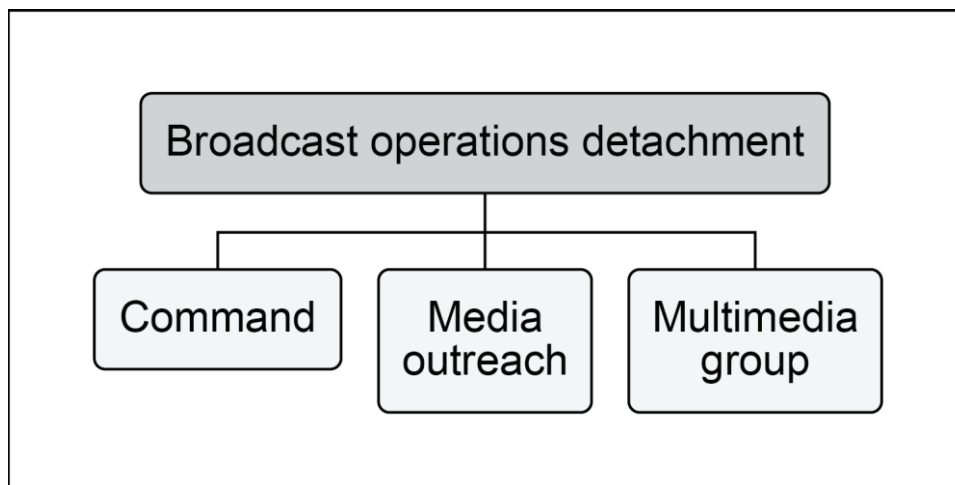 Broadcast operations detachment
Command
Media
outreach
Multimedia
group